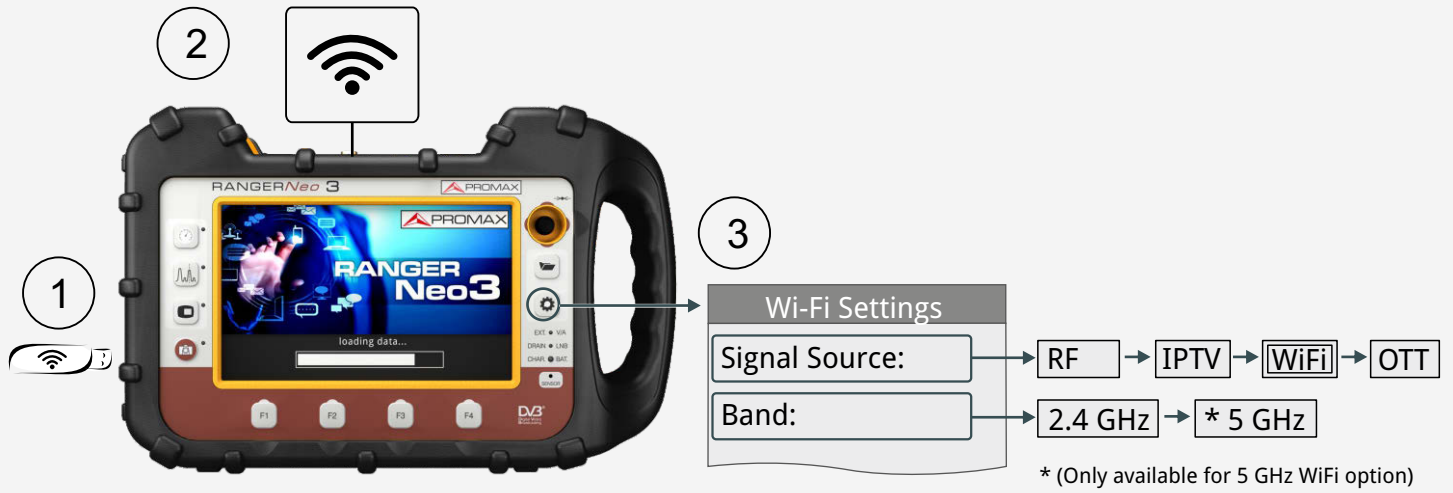 2
RANGERNeo 3
PROMAX
PROMAX
RANGER
Neo3
loading data...
EXT. V/A
DRAIN LNB
CHAR. BAT.
SENSOR
F1
F2
F3
F4
DVB
1
3
Wi-Fi Settings
Signal Source:
RF
IPTV
WiFi
OTT
Band:
2.4 GHz
* 5 GHz
* (Only available for 5 GHz WiFi option)